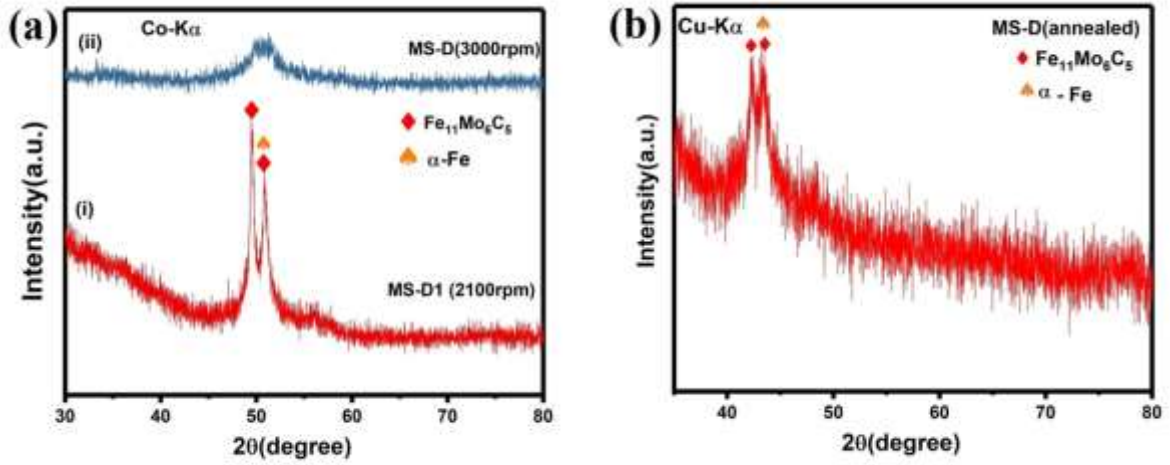 (a)
Co-Kα
(ii)
MS-D(3000rpm)
Fe11Mo6C5
α-Fe
(i)
MS-D1 (2100rpm)
Intensity(a.u.)
30 40 50 60 70 80
2θ(degree)
(b)
Cu-Kα
MS-D(annealed)
Fe11Mo6C5
α - Fe
Intensity(a.u.)
40 50 60 70 80
2θ(degree)